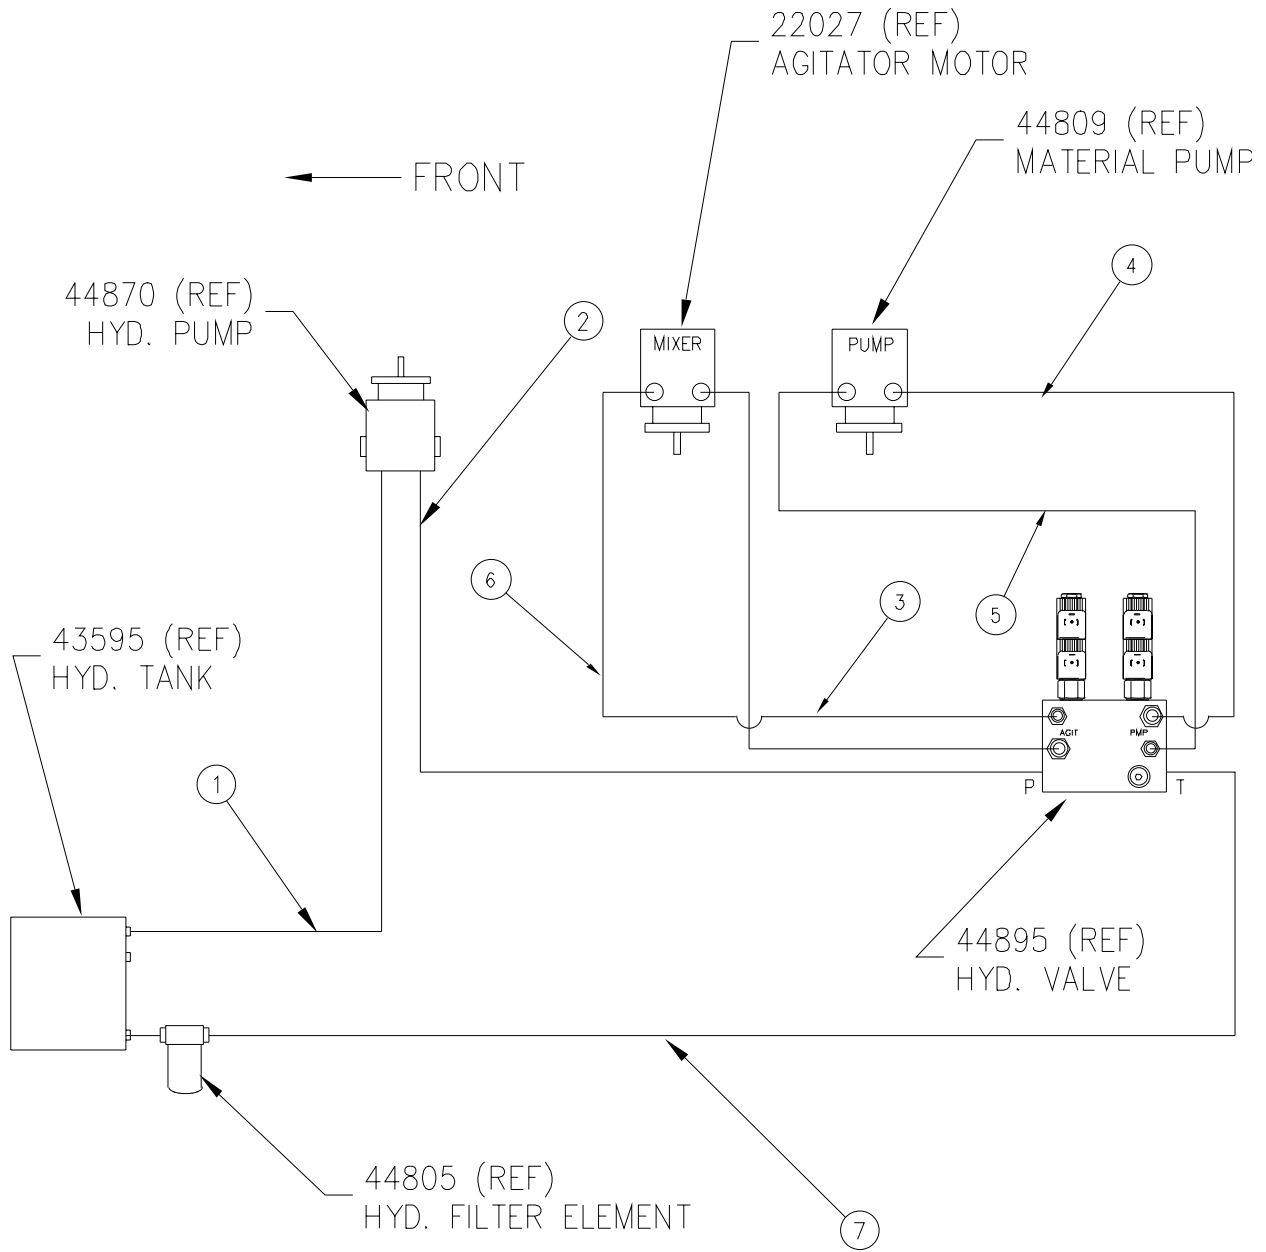 22027 (REF)
AGITATOR MOTOR
44809 (REF)
MATERIAL PUMP
FRONT
4
44870 (REF)
HYD. PUMP
2
MIXER
PUMP
6
3
5
43595 (REF)
HYD. TANK
AGIT
PMP
1
P
T
44895 (REF)
HYD. VALVE
44805 (REF)
HYD. FILTER ELEMENT
7